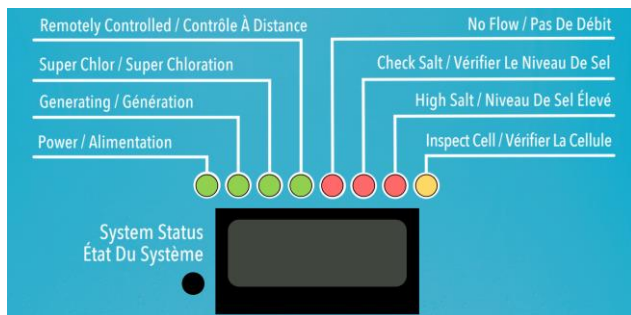 Remotely Controlled / Contrôle À Distance
Super Chlor / Super Chloration
Generating / Génération
Power / Alimentation
No Flow / Pas De Débit
Check Salt / Vérifier Le Niveau De Sel
High Salt / Niveau De Sel Élevé
Inspect Cell / Vérifier La Cellule
System Status
État Du Système